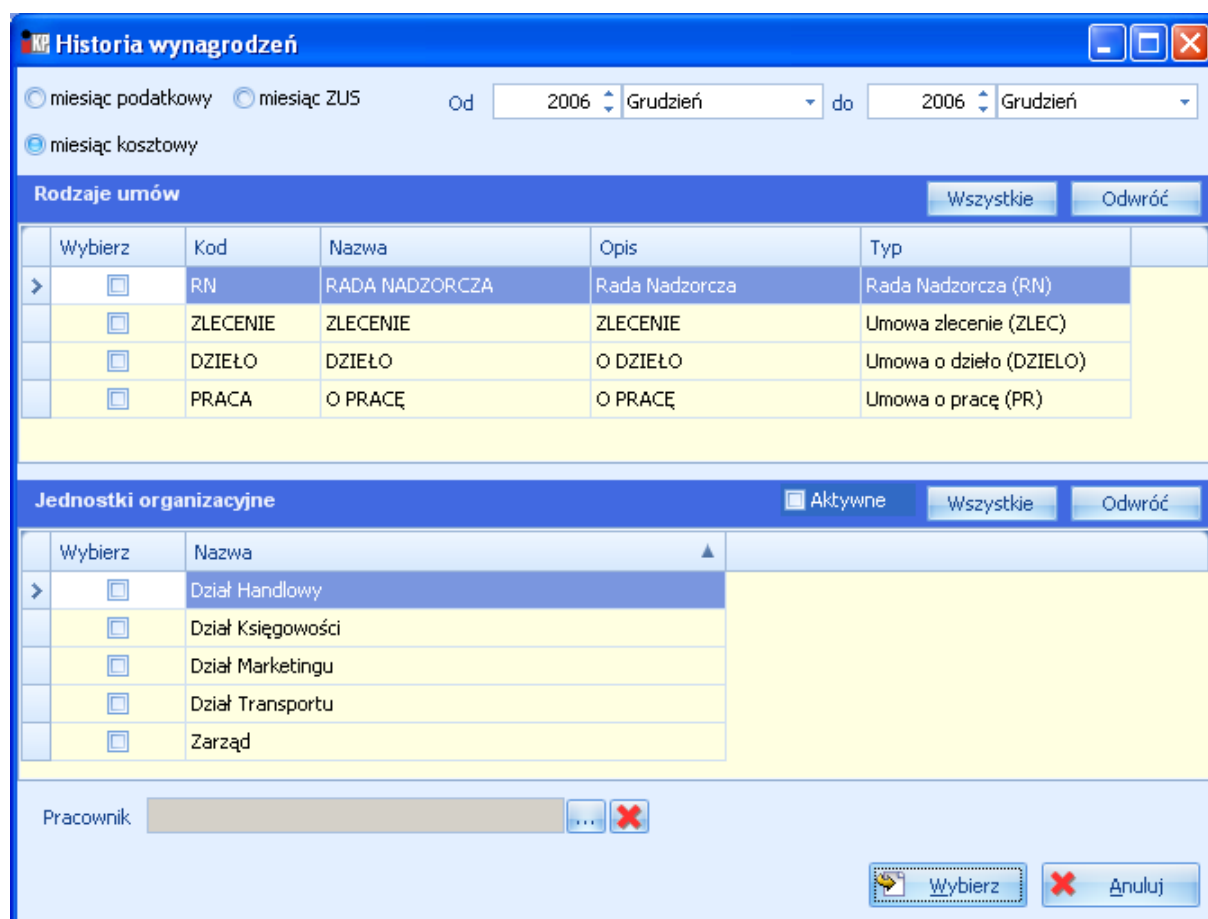 KP Historia wynagrodzeń
miesiąc podatkowy miesiąc ZUS Od 2006 Grudzień do 2006 Grudzień
miesiąc kosztowy
Rodzaje umów Wszystkie Odwróć
Wybierz Kod Nazwa Opis Typ
RN RADA NADZORCZA Rada Nadzorcza Rada Nadzorcza (RN)
ZLECENIE ZLECENIE ZLECENIE Umowa zlecenie (ZLEC)
DZIEŁO DZIEŁO O DZIEŁO Umowa o dzieło (DZIELO)
PRACA O PRACĘ O PRACĘ Umowa o pracę (PR)
Jednostki organizacyjne Aktywne Wszystkie Odwróć
Wybierz Nazwa
Dział Handlowy
Dział Księgowości
Dział Marketingu
Dział Transportu
Zarząd
Pracownik ...
Wybierz Anuluj